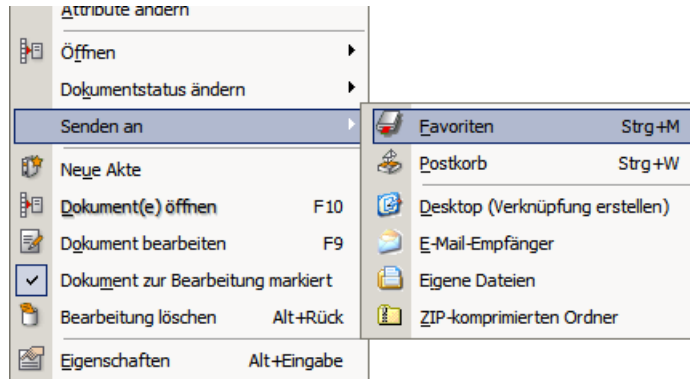 Attribute ändern
Öffnen
Dokumentstatus ändern
Senden an
Neue Akte
Dokument(e) öffnen F10
Dokument bearbeiten F9
Dokument zur Bearbeitung markiert
Bearbeitung löschen Alt+Rück
Eigenschaften Alt+Eingabe
Favoriten Strg+M
Postkorb Strg+W
Desktop (Verknüpfung erstellen)
E-Mail-Empfänger
Eigene Dateien
ZIP-komprimierten Ordner